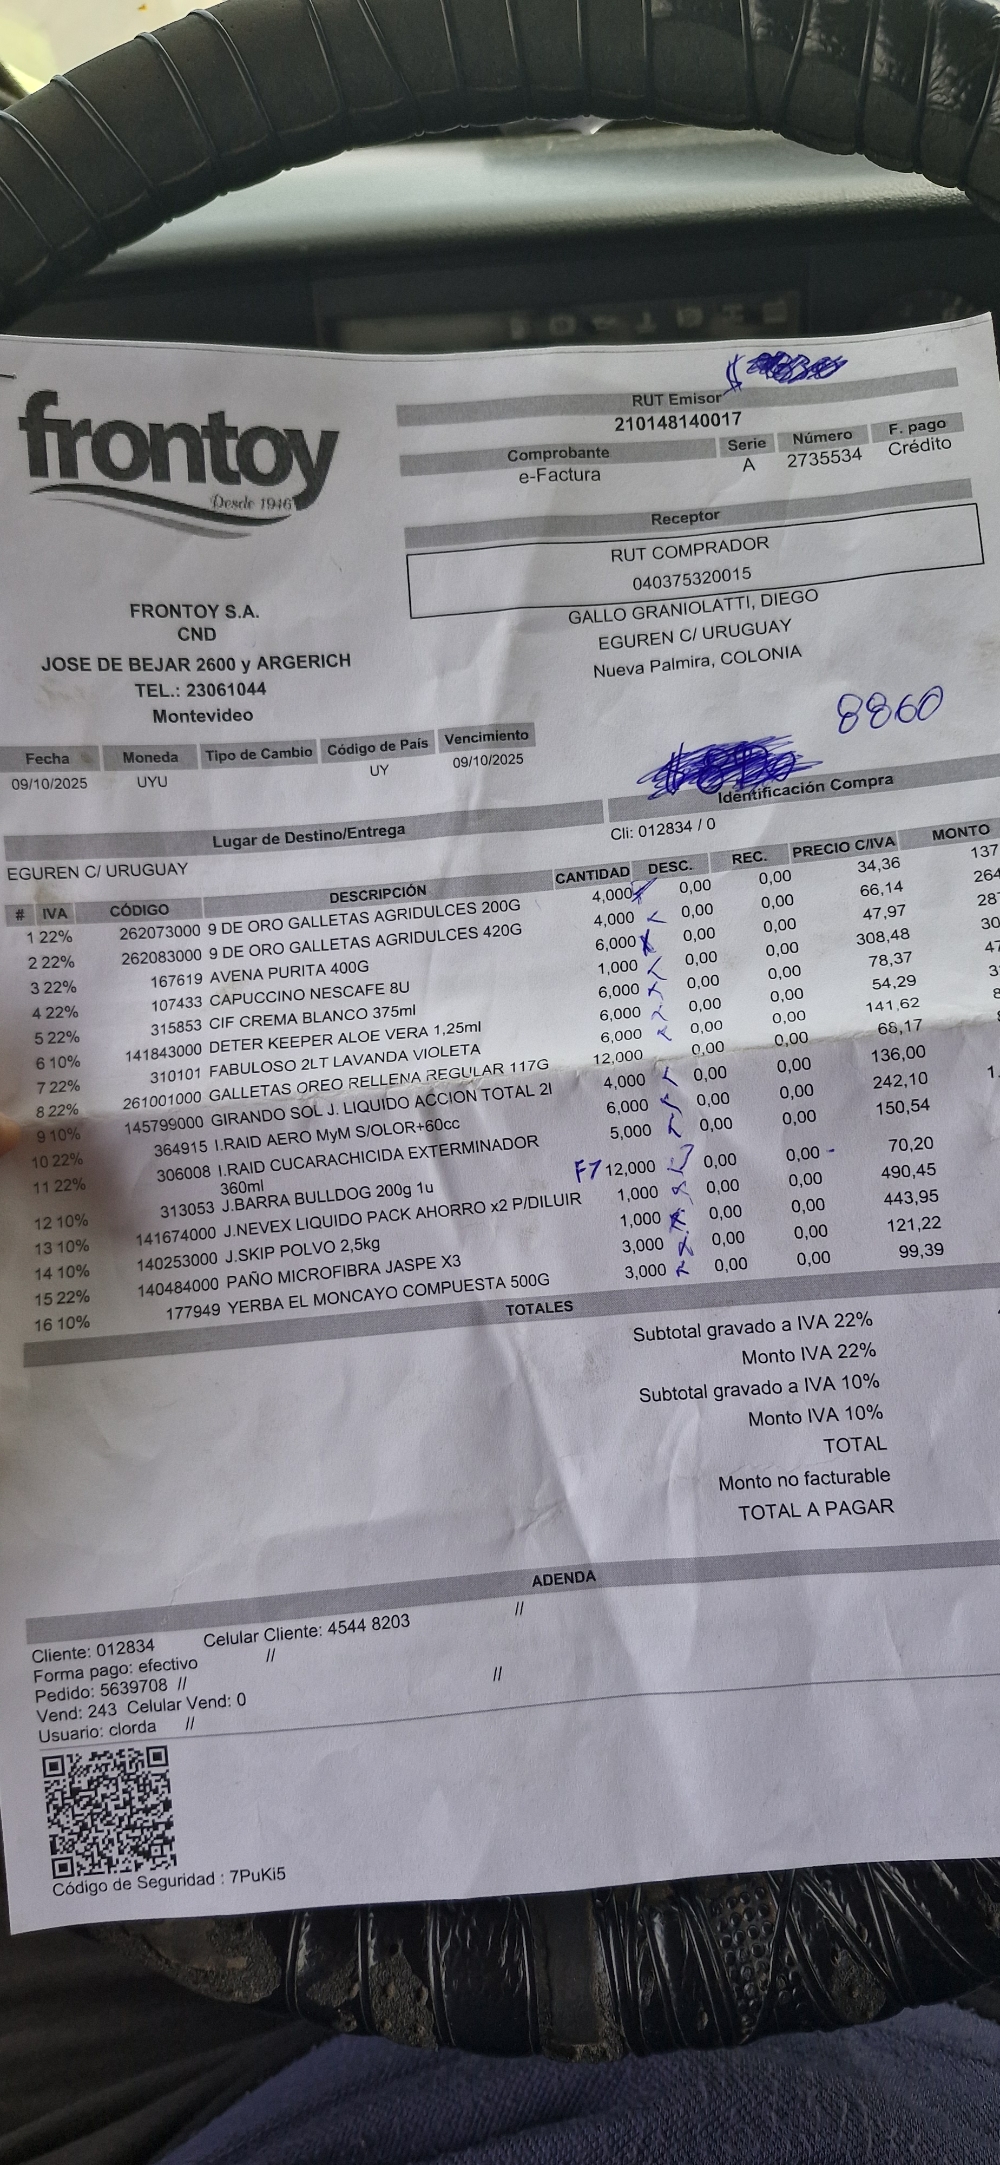 frontoy
Desde 1946
RUT Emisor
210148140017
Comprobante Serie Número F. pago
e-Factura A 2735534 Crédito
Receptor
RUT COMPRADOR
040375320015
GALLO GRANIOLATTI, DIEGO
EGUREN C/ URUGUAY
Nueva Palmira, COLONIA
FRONTOY S.A.
CND
JOSE DE BEJAR 2600 y ARGERICH
TEL.: 23061044
Montevideo
8860
Fecha Moneda Tipo de Cambio Código de País Vencimiento
09/10/2025 UYU UY 09/10/2025
Lugar de Destino/Entrega Identificación Compra
EGUREN C/ URUGUAY Cli: 012834 / 0
# IVA CÓDIGO DESCRIPCIÓN CANTIDAD DESC. REC. PRECIO C/IVA MONTO
1 22% 262073000 9 DE ORO GALLETAS AGRIDULCES 200G 4,000 0,00 0,00 34,36 137
2 22% 262083000 9 DE ORO GALLETAS AGRIDULCES 420G 4,000 0,00 0,00 66,14 264
3 22% 167619 AVENA PURITA 400G 6,000 0,00 0,00 47,97 28
4 22% 107433 CAPUCCINO NESCAFE 8U 1,000 0,00 0,00 308,48 30
5 22% 315853 CIF CREMA BLANCO 375ml 6,000 0,00 0,00 78,37 47
6 10% 141843000 DETER KEEPER ALOE VERA 1,25ml 6,000 0,00 0,00 54,29 3
7 22% 310101 FABULOSO 2LT LAVANDA VIOLETA 6,000 0,00 0,00 141,62 8
8 22% 261001000 GALLETAS OREO RELLENA REGULAR 117G 12,000 0,00 0,00 68,17
9 10% 145799000 GIRANDO SOL J. LIQUIDO ACCION TOTAL 2l 4,000 0,00 0,00 136,00
10 22% 364915 I.RAID AERO MyM S/OLOR+60cc 6,000 0,00 0,00 242,10 1.
11 22% 306008 I.RAID CUCARACHICIDA EXTERMINADOR 5,000 0,00 0,00 150,54
360ml
12 10% 313053 J.BARRA BULLDOG 200g 1u F7 12,000 0,00 0,00 70,20
13 10% 141674000 J.NEVEX LIQUIDO PACK AHORRO x2 P/DILUIR 1,000 0,00 0,00 490,45
14 10% 140253000 J.SKIP POLVO 2,5kg 1,000 0,00 0,00 443,95
15 22% 140484000 PAÑO MICROFIBRA JASPE X3 3,000 0,00 0,00 121,22
16 10% 177949 YERBA EL MONCAYO COMPUESTA 500G 3,000 0,00 0,00 99,39
TOTALES
Subtotal gravado a IVA 22%
Monto IVA 22%
Subtotal gravado a IVA 10%
Monto IVA 10%
TOTAL
Monto no facturable
TOTAL A PAGAR
ADENDA
Cliente: 012834 Celular Cliente: 4544 8203 //
Forma pago: efectivo //
Pedido: 5639708 // //
Vend: 243 Celular Vend: 0
Usuario: clorda //
Código de Seguridad : 7PuKi5